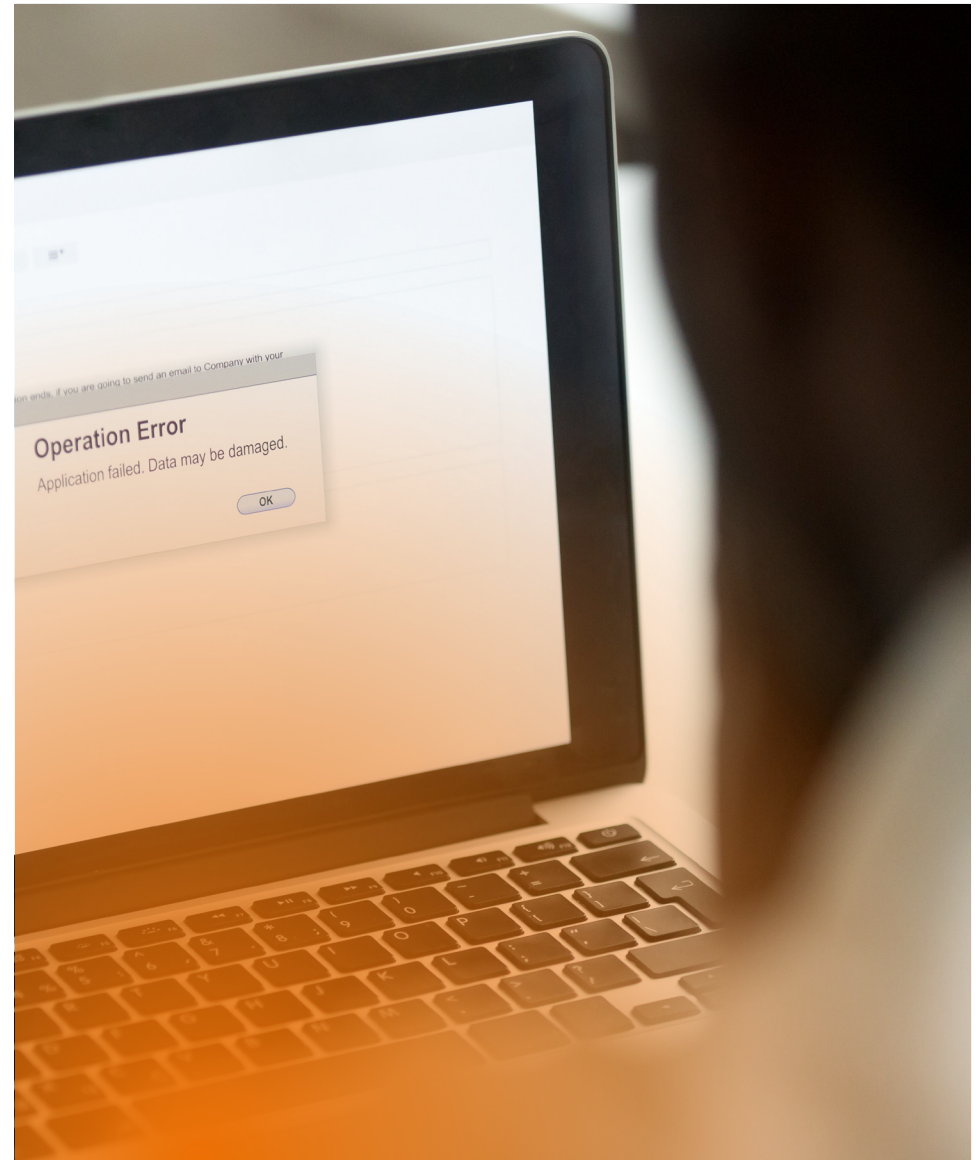 ion ends, if you are going to send an email to Company with your
Operation Error
Application failed. Data may be damaged.
OK